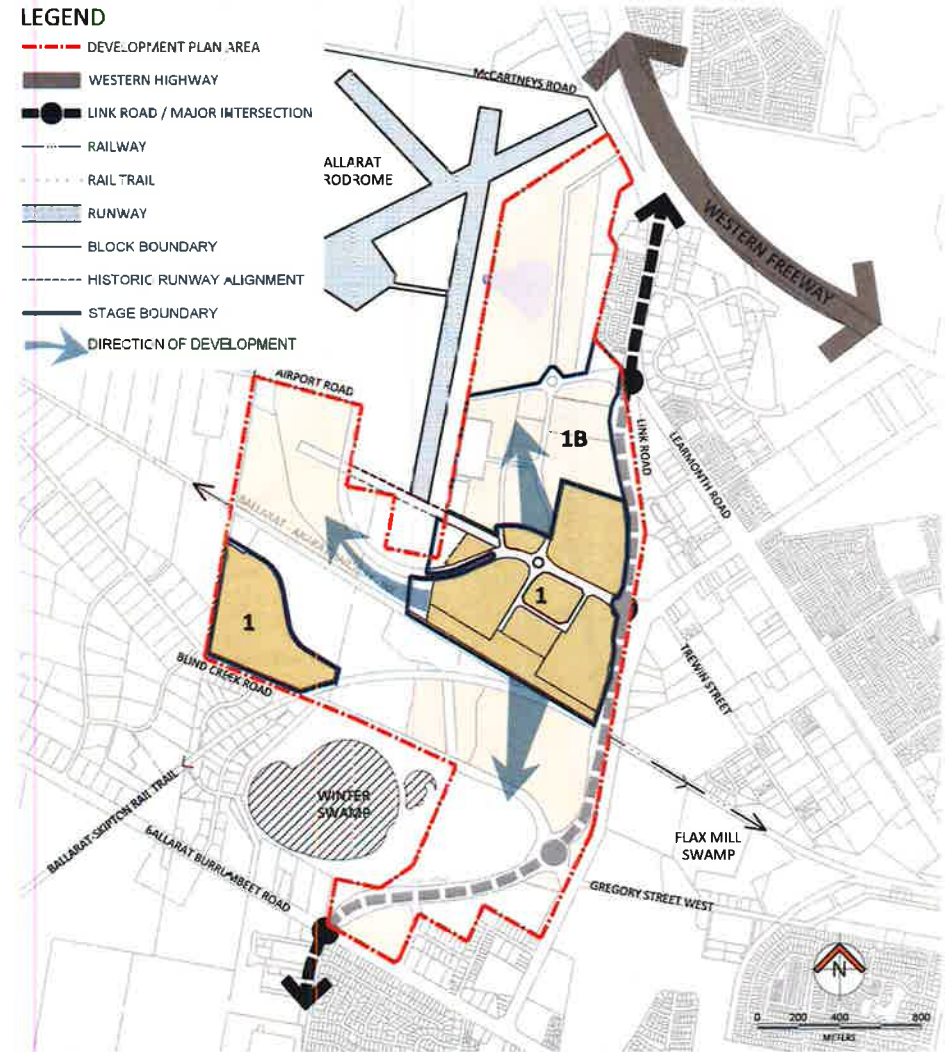 LEGEND
DEVELOPMENT PLAN AREA
WESTERN HIGHWAY
LINK ROAD / MAJOR INTERSECTION
RAILWAY
RAIL TRAIL
RUNWAY
BLOCK BOUNDARY
HISTORIC RUNWAY ALIGNMENT
STAGE BOUNDARY
DIRECTION OF DEVELOPMENT
McCARTNEYS ROAD
ALLARAT
RODROME
WESTERN FREEWAY
AIRPORT ROAD
1B
LINK ROAD
LEARMONTH ROAD
BALLARAT - ARARAT
1
1
TREWIN STREET
BLIND CREEK ROAD
WINTER
SWAMP
BALLARAT-SKIPTON RAIL TRAIL
BALLARAT BURRUMBEET ROAD
FLAX MILL
SWAMP
GREGORY STREET WEST
N
0 200 400 800
METERS